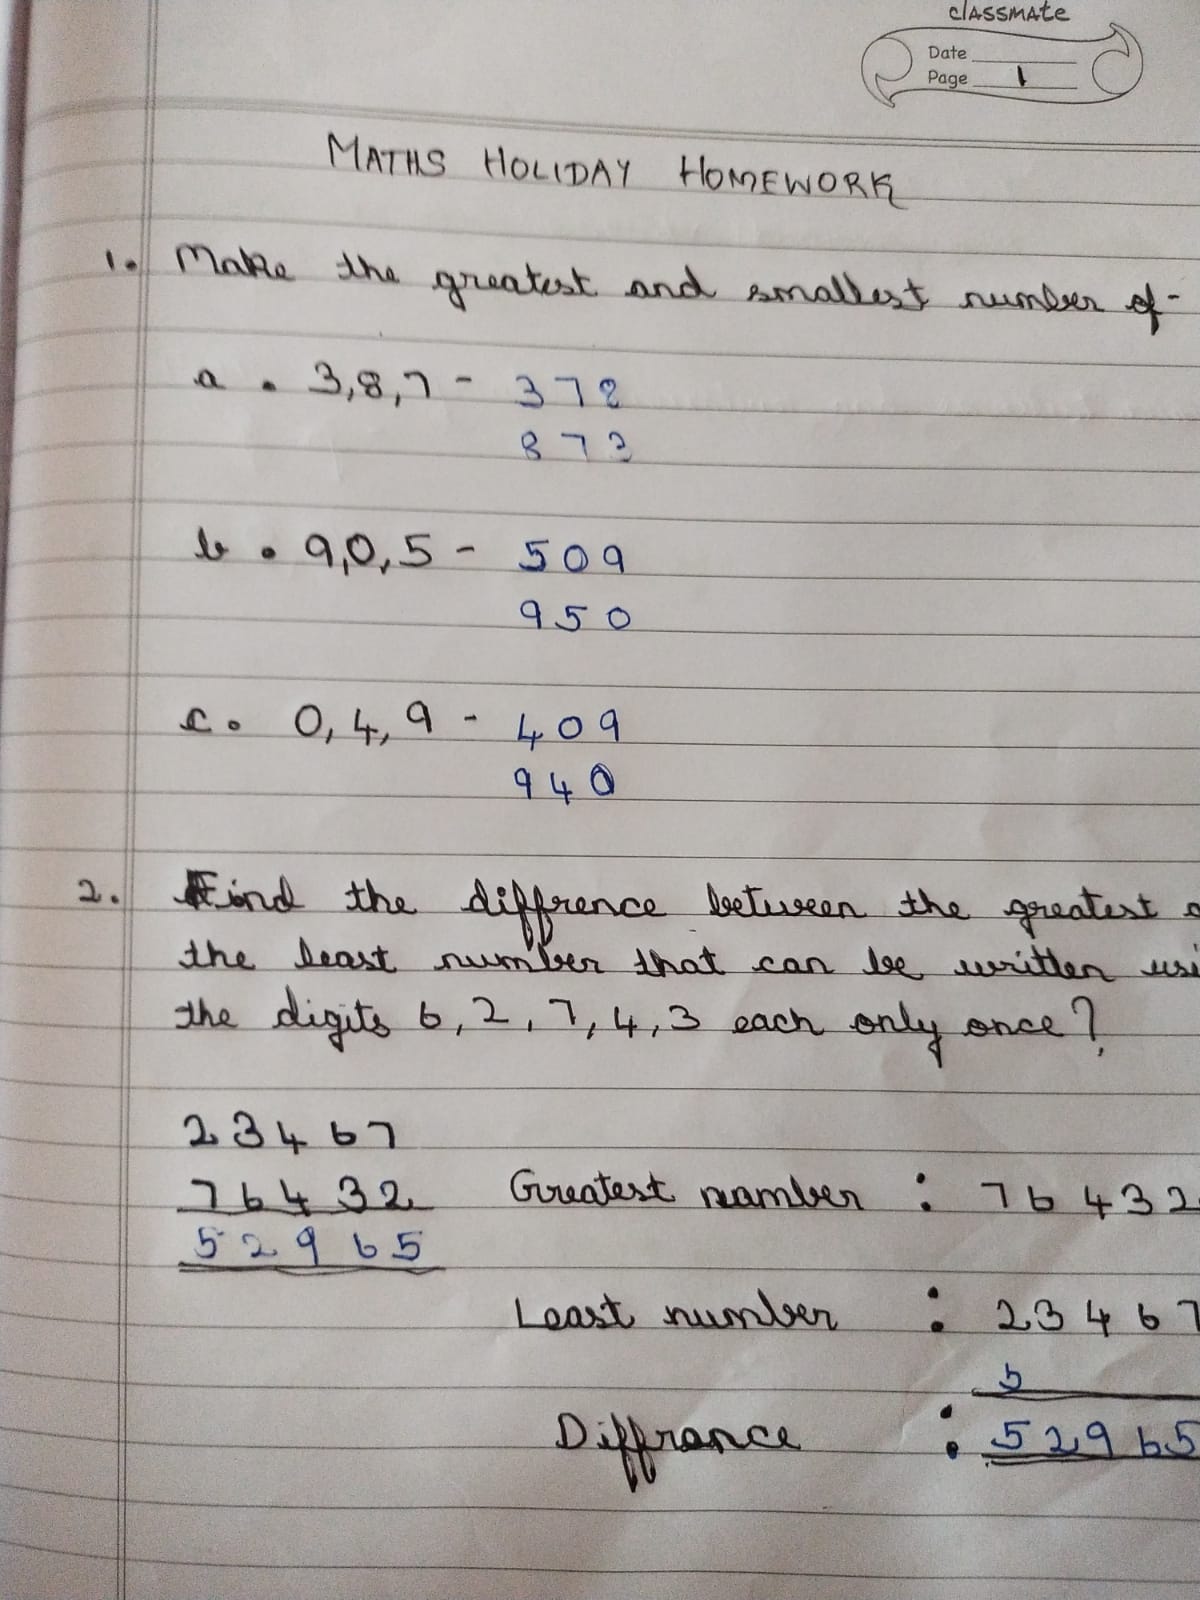 classmate
Date
Page 1
MATHS HOLIDAY HOMEWORK
1. Make the greatest and smallest number of-
a. 3,8,7 - 378
873
b. 9,0,5 - 509
950
c. 0,4,9 - 409
940
2. Find the diffrence between the greatest
the least number that can be written usi
the digits 6,2,7,4,3 each only once?
23467
76432 Greatest number : 76432
52965
Least number : 23467
5
Diffrance : 52965